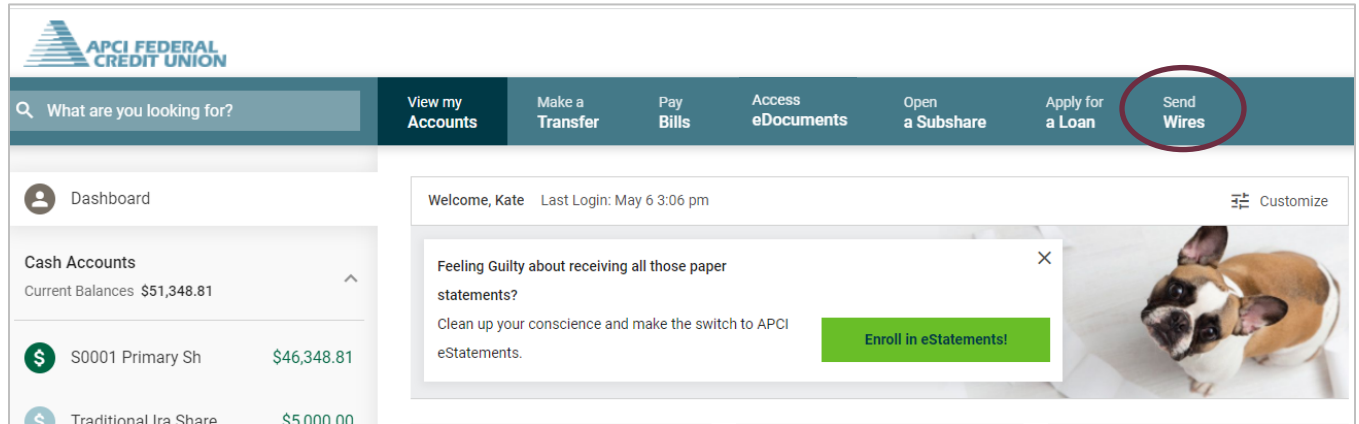 APCI FEDERAL
CREDIT UNION
What are you looking for?
View my
Accounts
Make a
Transfer
Pay
Bills
Access
eDocuments
Open
a Subshare
Apply for
a Loan
Send
Wires
Dashboard
Cash Accounts
Current Balances $51,348.81
S0001 Primary Sh $46,348.81
Traditional Ira Share $5,000.00
Welcome, Kate Last Login: May 6 3:06 pm
Customize
Feeling Guilty about receiving all those paper
statements?
Clean up your conscience and make the switch to APCI
eStatements.
Enroll in eStatements!